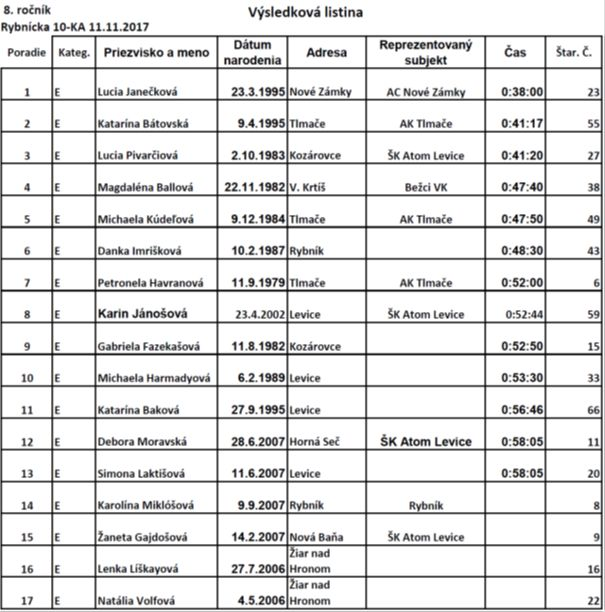 8. ročník
Výsledková listina
Rybnícka 10-KA 11.11.2017
Poradie Kateg. Priezvisko a meno Dátum narodenia Adresa Reprezentovaný subjekt Čas Štar. Č.
1 E Lucia Janečková 23.3.1995 Nové Zámky AC Nové Zámky 0:38:00 23
2 E Katarína Bátovská 9.4.1995 Tlmače AK Tlmače 0:41:17 55
3 E Lucia Pivarčiová 2.10.1983 Kozárovce ŠK Atom Levice 0:41:20 27
4 E Magdaléna Ballová 22.11.1982 V. Krtíš Bežci VK 0:47:40 38
5 E Michaela Kúdeľová 9.12.1984 Tlmače AK Tlmače 0:47:50 49
6 E Danka Imrišková 10.2.1987 Rybník 0:48:30 43
7 E Petronela Havranová 11.9.1979 Tlmače AK Tlmače 0:52:00 6
8 E Karin Jánošová 23.4.2002 Levice ŠK Atom Levice 0:52:44 59
9 E Gabriela Fazekašová 11.8.1982 Kozárovce 0:52:50 15
10 E Michaela Harmadyová 6.2.1989 Levice 0:53:30 33
11 E Katarína Baková 27.9.1995 Levice 0:56:46 66
12 E Debora Moravská 28.6.2007 Horná Seč ŠK Atom Levice 0:58:05 11
13 E Simona Laktišová 11.6.2007 Levice 0:58:05 20
14 E Karolína Miklóšová 9.9.2007 Rybník Rybník 8
15 E Žaneta Gajdošová 14.2.2007 Nová Baňa ŠK Atom Levice 9
16 E Lenka Líškayová 27.7.2006 Žiar nad Hronom 16
17 E Natália Volfová 4.5.2006 Žiar nad Hronom 22